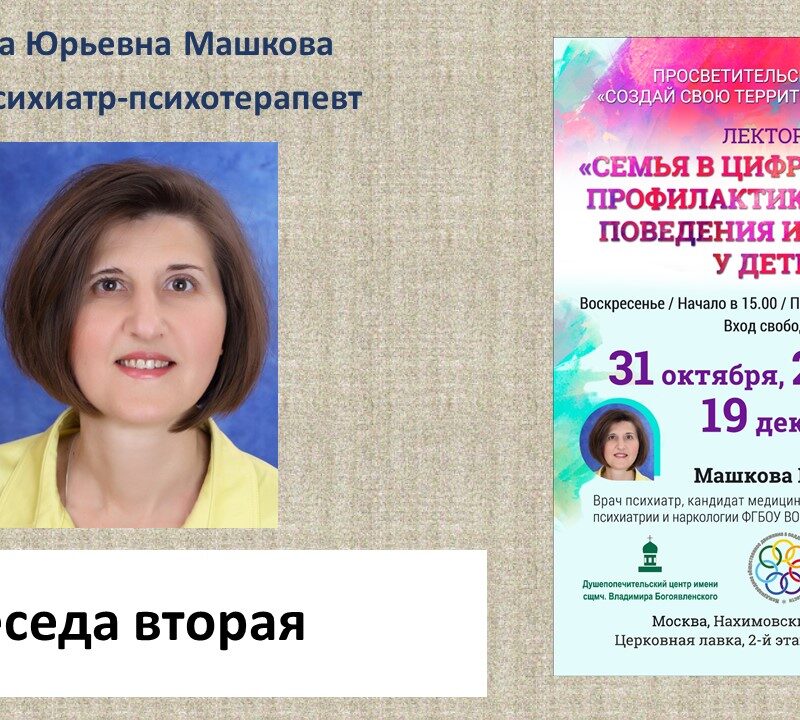 а Юрьевна Машкова
сихиатр-психотерапевт
седа вторая
ПРОСВЕТИТЕЛЬС
«СОЗДАЙ СВОЮ ТЕРРИТ
ЛЕКТОР
«СЕМЬЯ В ЦИФР
ПРОФИЛАКТИК
ПОВЕДЕНИЯ И
У ДЕТЕ
Воскресенье / Начало в 15.00 / П
Вход свобод
31 октября, 2
19 дек
Машкова
Врач психиатр, кандидат медицин
психиатрии и наркологии ФГБОУ ВО
Душепопечительский центр имени
сщмч. Владимира Богоявленского
Москва, Нахимовски
Церковная лавка, 2-й эта